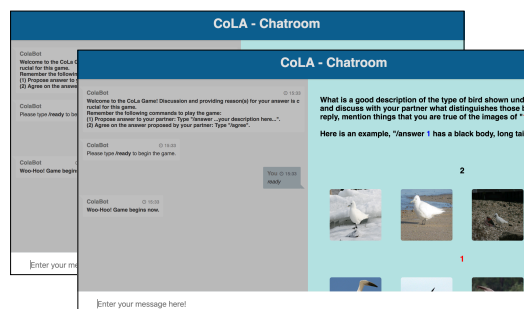 CoLA - Chatroom
ColaBot
Welcome to the CoLa G
rucial for this game.
Remember the followin
(1) Propose answer to y
(2) Agree on the answe
ColaBot
Please type /ready to be
ColaBot
Woo-Hoo! Game begin
Enter your me
CoLA - Chatroom
ColaBot 15:33
Welcome to the CoLa Game! Discussion and providing reason(s) for your answer is c
rucial for this game.
Remember the following commands to play the game:
(1) Propose answer to your partner: Type "/answer ...your description here...".
(2) Agree on the answer proposed by your partner: Type "/agree".
ColaBot 15:33
Please type /ready to begin the game.
You 15:33
ready
ColaBot 15:33
Woo-Hoo! Game begins now.
Enter your message here!
What is a good description of the type of bird shown und
and discuss with your partner what distinguishes those b
reply, mention things that you are true of the images of "
Here is an example, "/answer 1 has a black body, long tai
2
1